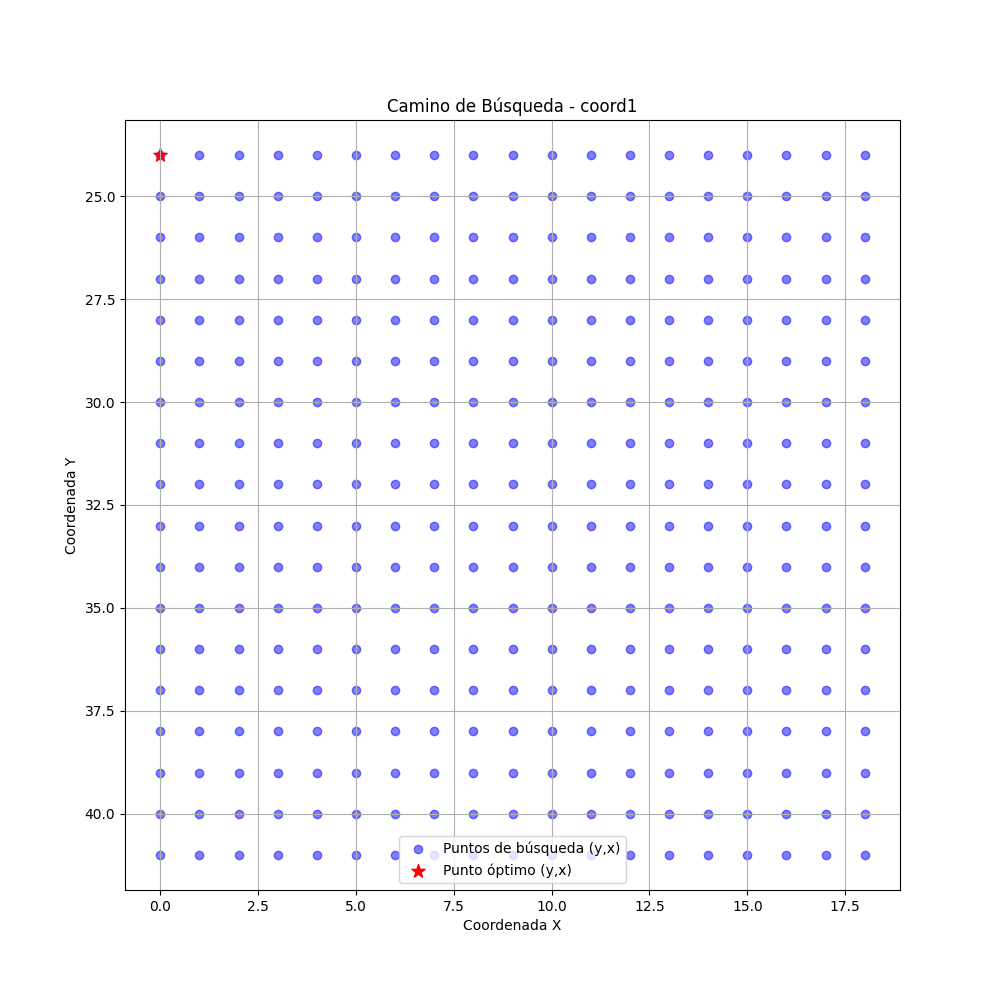 Camino de Búsqueda - coord1
25.0
27.5
30.0
32.5
35.0
37.5
40.0
Coordenada Y
Puntos de búsqueda (y,x)
Punto óptimo (y,x)
0.0 2.5 5.0 7.5 10.0 12.5 15.0 17.5
Coordenada X